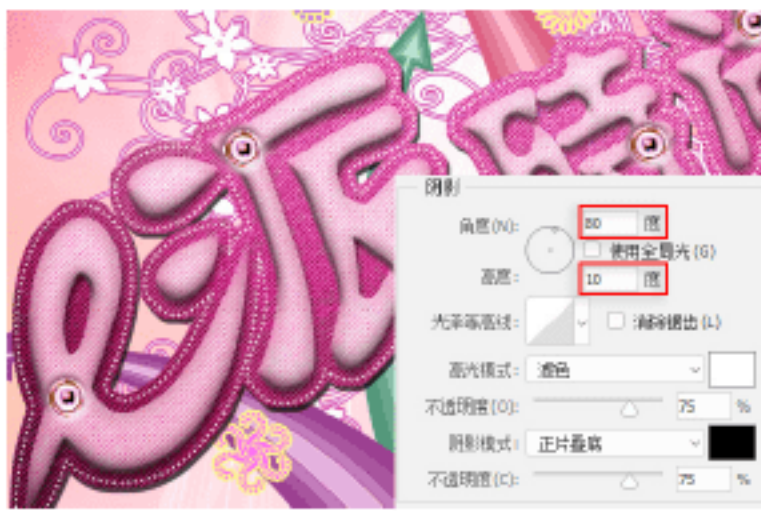 派
时
阴影
角度(N):
80 度
使用全局光(G)
高度:
10 度
光泽等高线:
消除锯齿(L)
高光模式: 滤色
不透明度(O): 75 %
阴影模式: 正片叠底
不透明度(C): 75 %